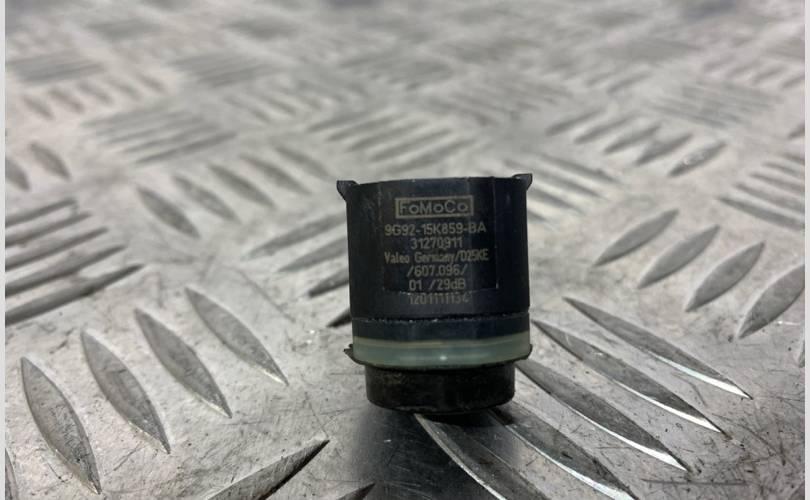 FoMoCo
9G92-15K859-BA
31270911
Valeo Germany/D25KE
/607.096/
01 /29dB